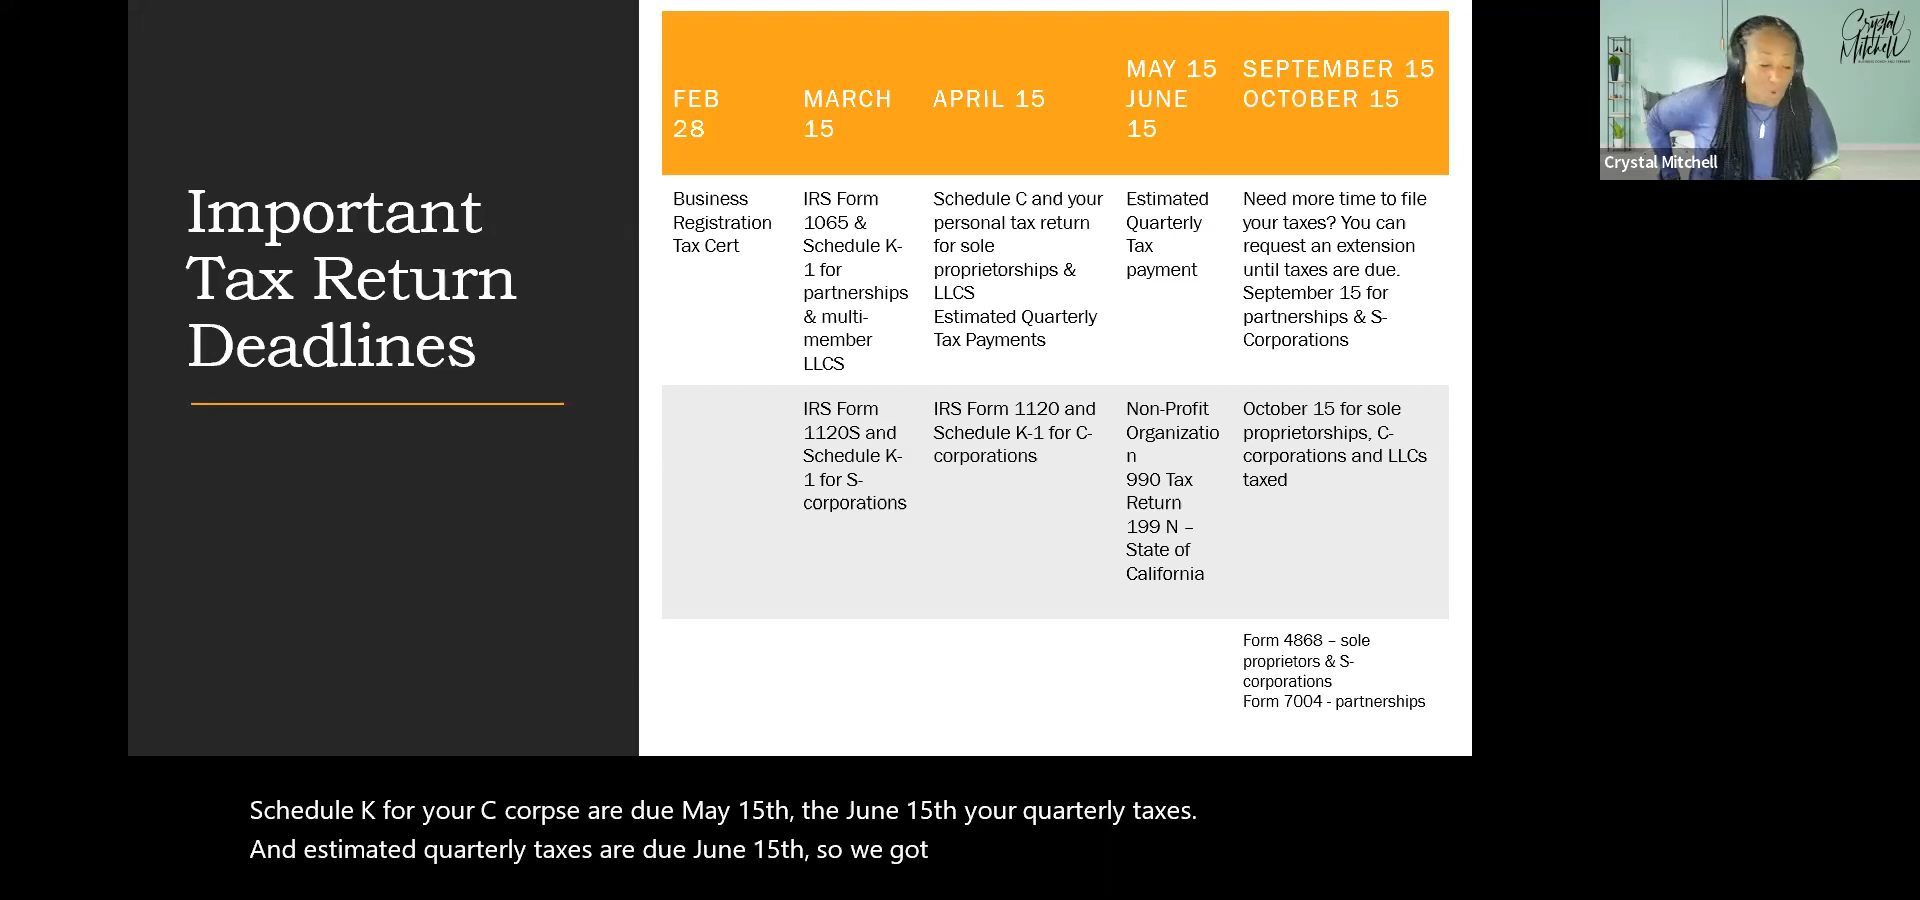 Important
Tax Return
Deadlines
FEB
28
MARCH
15
APRIL 15
MAY 15
JUNE
15
SEPTEMBER 15
OCTOBER 15
Business
Registration
Tax Cert
IRS Form
1065 &
Schedule K-
1 for
partnerships
& multi-
member
LLCS
Schedule C and your
personal tax return
for sole
proprietorships &
LLCS
Estimated Quarterly
Tax Payments
Estimated
Quarterly
Tax
payment
Need more time to file
your taxes? You can
request an extension
until taxes are due.
September 15 for
partnerships & S-
Corporations
IRS Form
1120S and
Schedule K-
1 for S-
corporations
IRS Form 1120 and
Schedule K-1 for C-
corporations
Non-Profit
Organizatio
n
990 Tax
Return
199 N –
State of
California
October 15 for sole
proprietorships, C-
corporations and LLCs
taxed
Form 4868 – sole
proprietors & S-
corporations
Form 7004 - partnerships
Crystal
Mitchell
Crystal Mitchell
Schedule K for your C corpse are due May 15th, the June 15th your quarterly taxes.
And estimated quarterly taxes are due June 15th, so we got